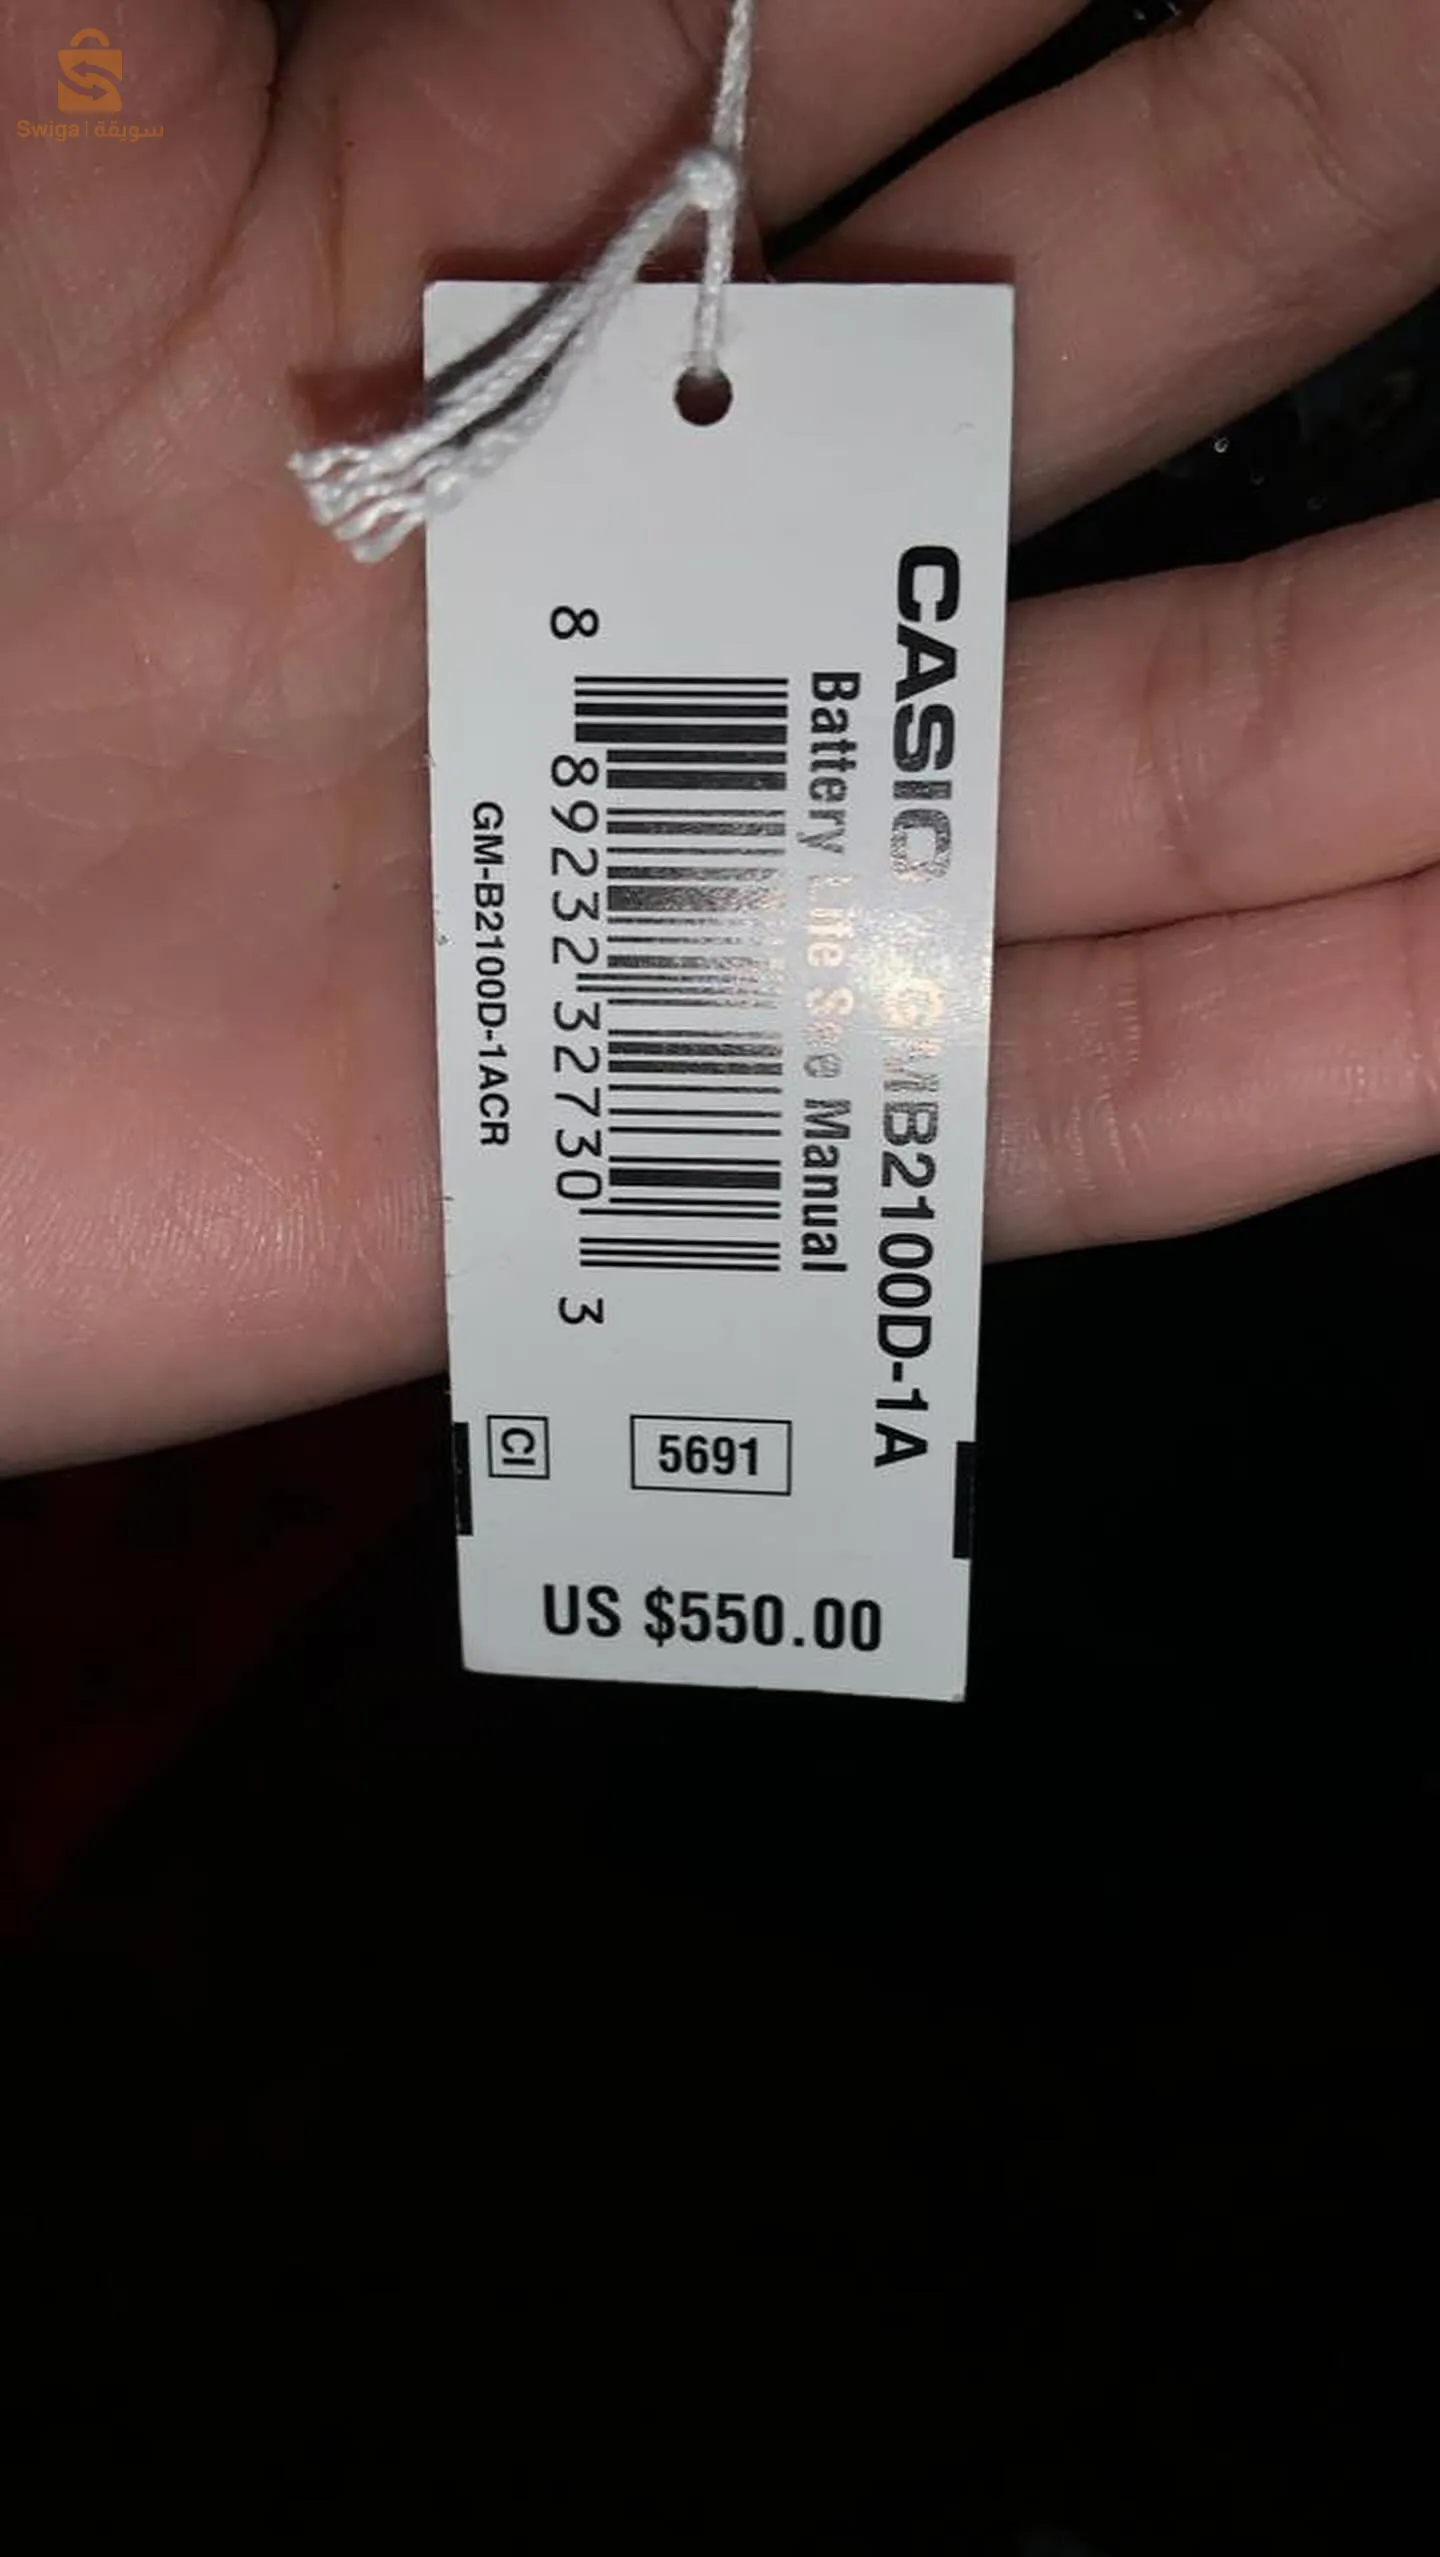 Swiga | سويقة
CASIO GMB2100D-1A
Battery Life See Manual
8 89232 32730 3
GM-B2100D-1ACR
CI
5691
US $550.00